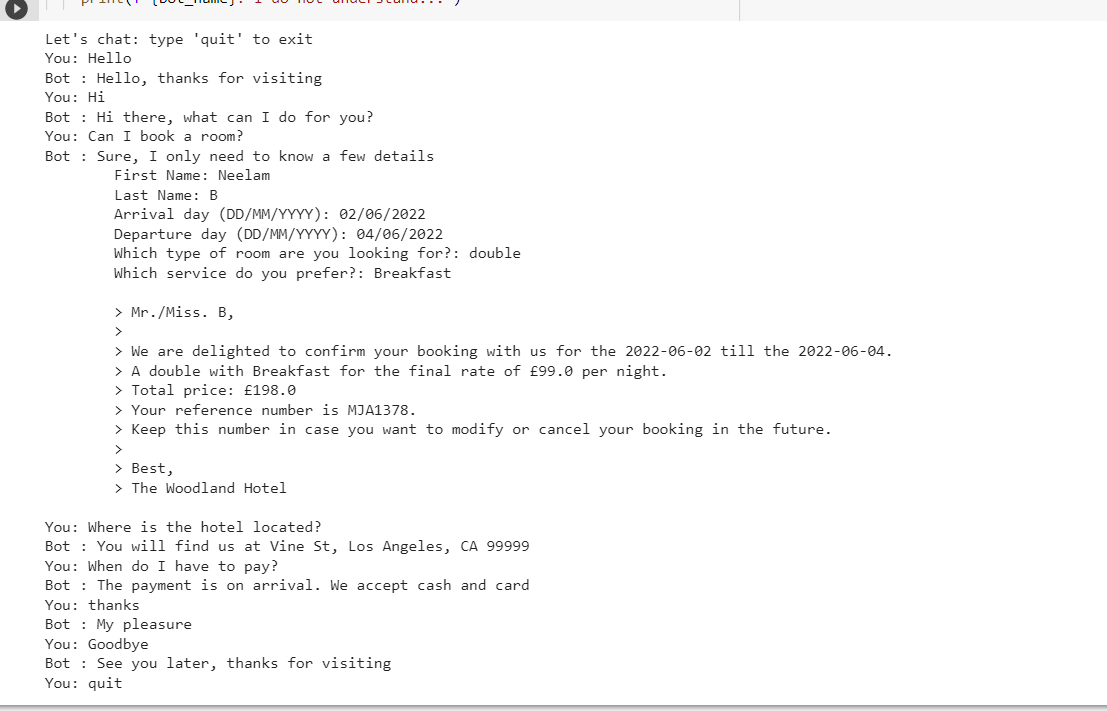 Let's chat: type 'quit' to exit
You: Hello
Bot : Hello, thanks for visiting
You: Hi
Bot : Hi there, what can I do for you?
You: Can I book a room?
Bot : Sure, I only need to know a few details
First Name: Neelam
Last Name: B
Arrival day (DD/MM/YYYY): 02/06/2022
Departure day (DD/MM/YYYY): 04/06/2022
Which type of room are you looking for?: double
Which service do you prefer?: Breakfast
> Mr./Miss. B,
>
> We are delighted to confirm your booking with us for the 2022-06-02 till the 2022-06-04.
> A double with Breakfast for the final rate of £99.0 per night.
> Total price: £198.0
> Your reference number is MJA1378.
> Keep this number in case you want to modify or cancel your booking in the future.
>
> Best,
> The Woodland Hotel
You: Where is the hotel located?
Bot : You will find us at Vine St, Los Angeles, CA 99999
You: When do I have to pay?
Bot : The payment is on arrival. We accept cash and card
You: thanks
Bot : My pleasure
You: Goodbye
Bot : See you later, thanks for visiting
You: quit